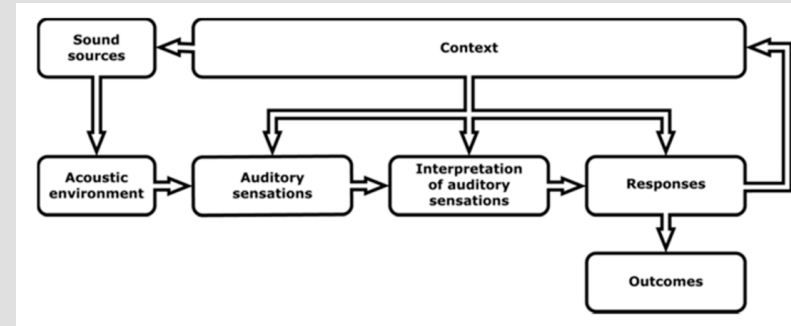 Sound
sources
Context
Acoustic
environment
Auditory
sensations
Interpretation
of auditory
sensations
Responses
Outcomes